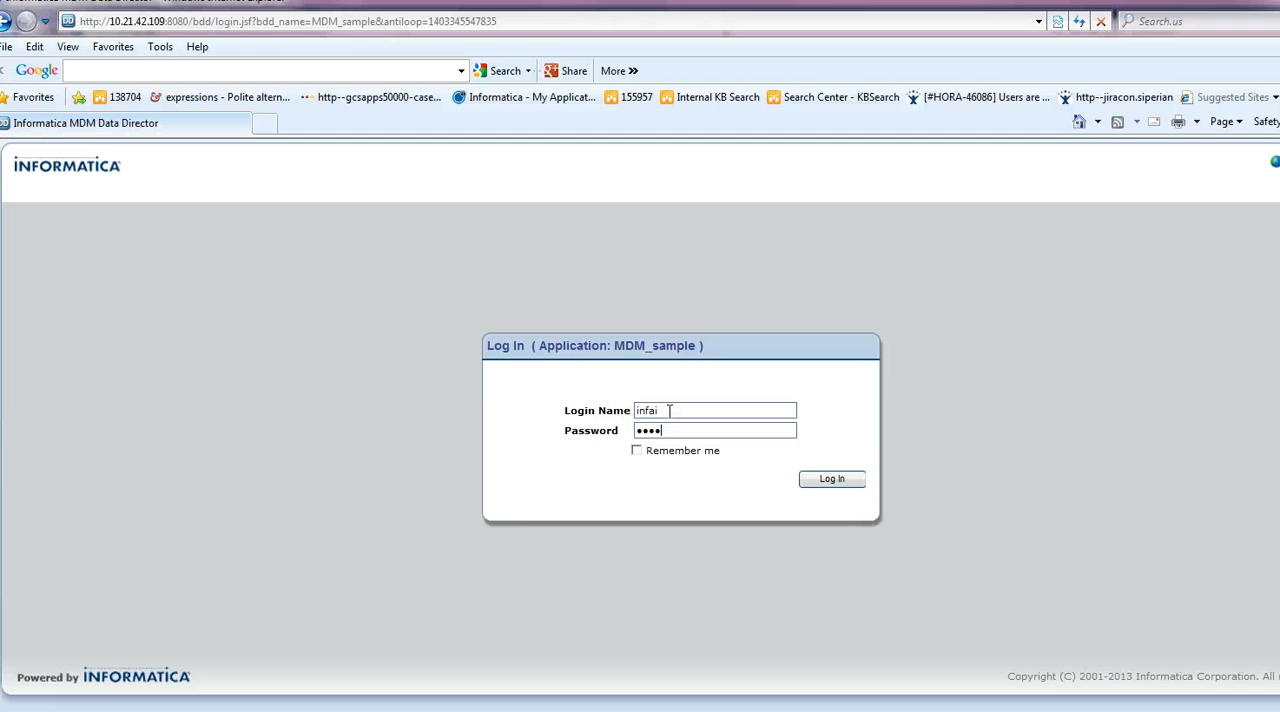 http://10.21.42.109:8080/bdd/login.jsf?bdd_name=MDM_sample&antiloop=1403345547835 Search.us
File Edit View Favorites Tools Help
Google Search Share More »
Favorites 138704 expressions - Polite altern... http--gcsapps50000-case... Informatica - My Applicat... 155957 Internal KB Search Search Center - KBSearch [#HORA-46086] Users are ... http--jiracon.siperian Suggested Sites
Informatica MDM Data Director Page Safety
INFORMATICA
Log In ( Application: MDM_sample )
Login Name infai
Password ••••
Remember me
Log In
Powered by INFORMATICA Copyright (C) 2001-2013 Informatica Corporation. All